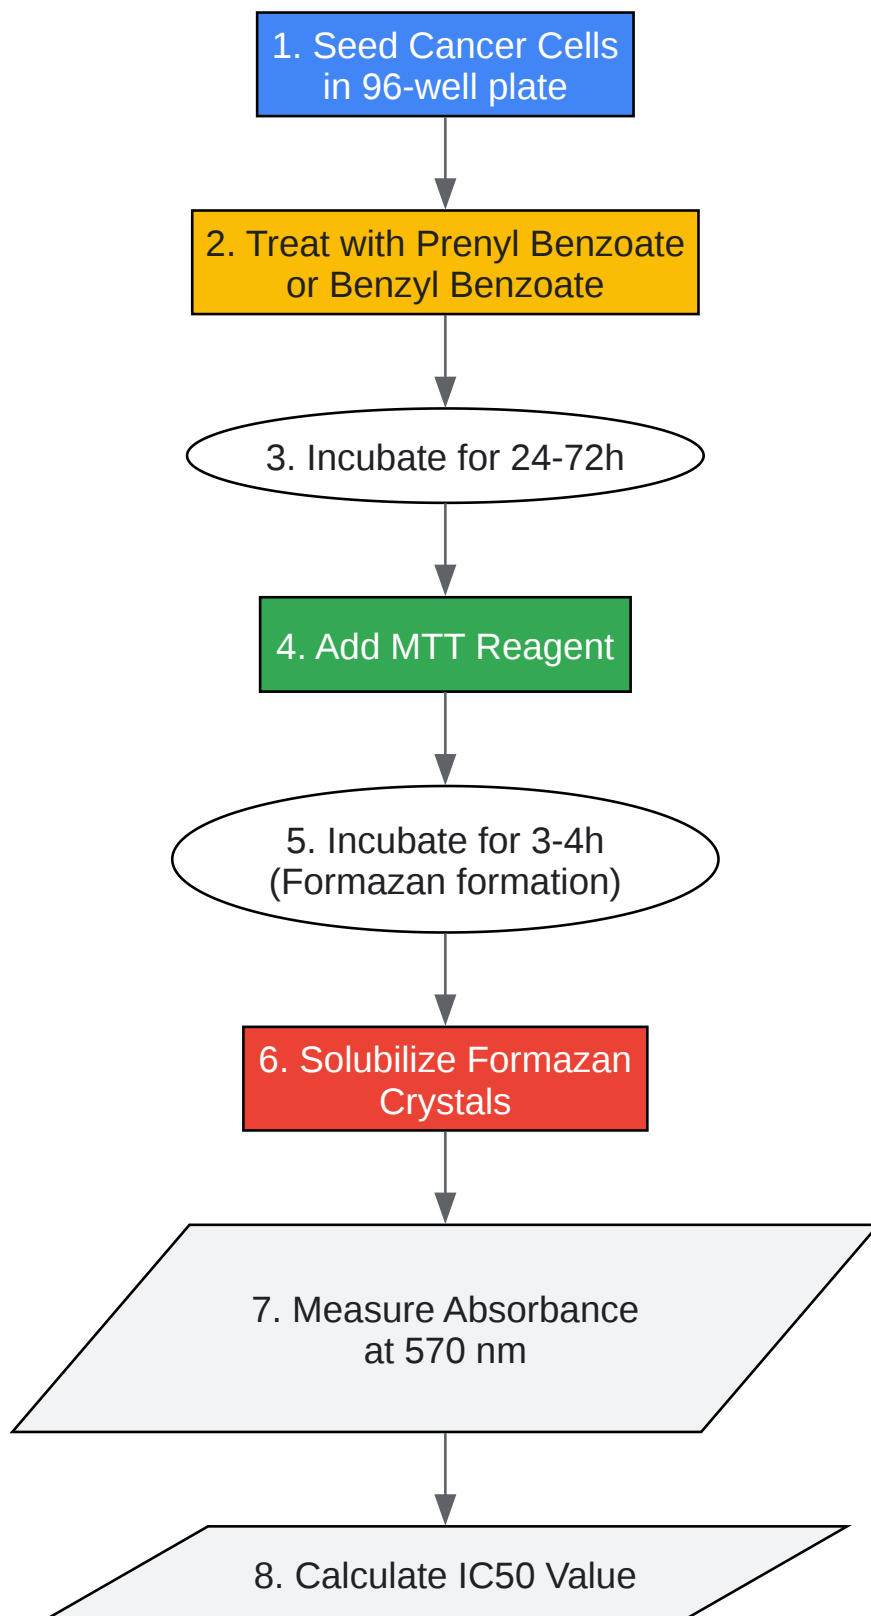 1. Seed Cancer Cells
in 96-well plate
2. Treat with Prenyl Benzoate
or Benzyl Benzoate
3. Incubate for 24-72h
4. Add MTT Reagent
5. Incubate for 3-4h
(Formazan formation)
6. Solubilize Formazan
Crystals
7. Measure Absorbance
at 570 nm
8. Calculate IC50 Value